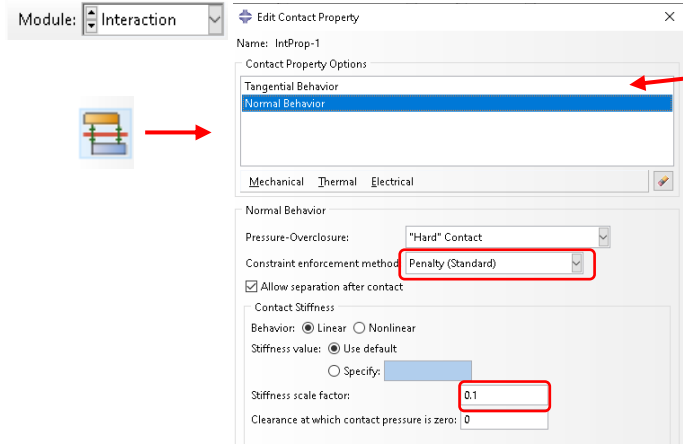 Module: Interaction
Edit Contact Property
Name: IntProp-1
Contact Property Options
Tangential Behavior
Normal Behavior
Mechanical Thermal Electrical
Normal Behavior
Pressure-Overclosure: "Hard" Contact
Constraint enforcement method: Penalty (Standard)
Allow separation after contact
Contact Stiffness
Behavior: Linear Nonlinear
Stiffness value: Use default
Specify:
Stiffness scale factor: 0.1
Clearance at which contact pressure is zero: 0